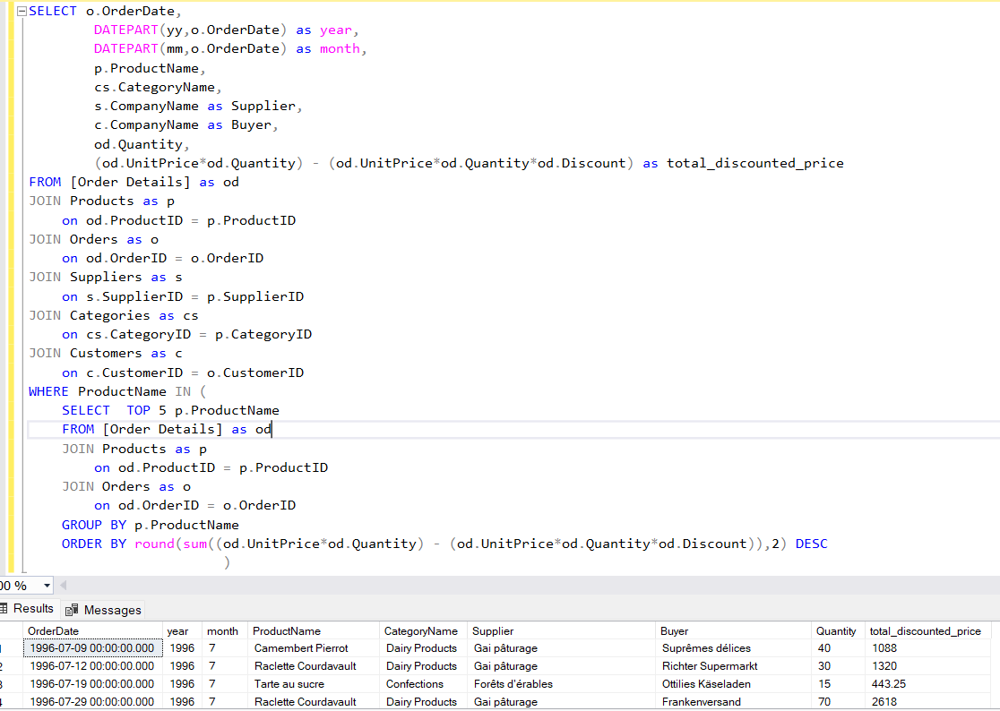 SELECT o.OrderDate,
DATEPART(yy,o.OrderDate) as year,
DATEPART(mm,o.OrderDate) as month,
p.ProductName,
cs.CategoryName,
s.CompanyName as Supplier,
c.CompanyName as Buyer,
od.Quantity,
(od.UnitPrice*od.Quantity) - (od.UnitPrice*od.Quantity*od.Discount) as total_discounted_price
FROM [Order Details] as od
JOIN Products as p
on od.ProductID = p.ProductID
JOIN Orders as o
on od.OrderID = o.OrderID
JOIN Suppliers as s
on s.SupplierID = p.SupplierID
JOIN Categories as cs
on cs.CategoryID = p.CategoryID
JOIN Customers as c
on c.CustomerID = o.CustomerID
WHERE ProductName IN (
SELECT  TOP 5 p.ProductName
FROM [Order Details] as od
JOIN Products as p
on od.ProductID = p.ProductID
JOIN Orders as o
on od.OrderID = o.OrderID
GROUP BY p.ProductName
ORDER BY round(sum((od.UnitPrice*od.Quantity) - (od.UnitPrice*od.Quantity*od.Discount)),2) DESC
)
00 %
Results Messages
OrderDate year month ProductName CategoryName Supplier Buyer Quantity total_discounted_price
1996-07-09 00:00:00.000 1996 7 Camembert Pierrot Dairy Products Gai pâturage Suprêmes délices 40 1088
1996-07-12 00:00:00.000 1996 7 Raclette Courdavault Dairy Products Gai pâturage Richter Supermarkt 30 1320
1996-07-19 00:00:00.000 1996 7 Tarte au sucre Confections Forêts d'érables Ottilies Käseladen 15 443.25
1996-07-29 00:00:00.000 1996 7 Raclette Courdavault Dairy Products Gai pâturage Frankenversand 70 2618